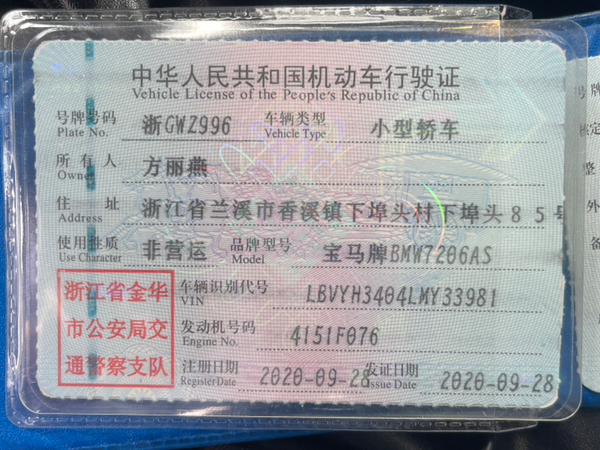 中华人民共和国机动车行驶证
Vehicle License of the People's Republic of China
号牌号码 浙GWZ996 车辆类型 小型轿车
Plate No. Vehicle Type
所有人 方丽燕
Owner
住址 浙江省兰溪市香溪镇下埠头村下埠头85号
Address
使用性质 非营运 品牌型号 宝马牌BMW7206AS
Use Character Model
浙江省金华 车辆识别代号 LBVYH3404LMY33981
VIN
市公安局交 发动机号码 4151F076
Engine No.
通警察支队 注册日期 2020-09-28 发证日期 2020-09-28
Register Date Issue Date
号牌
核定
外
备